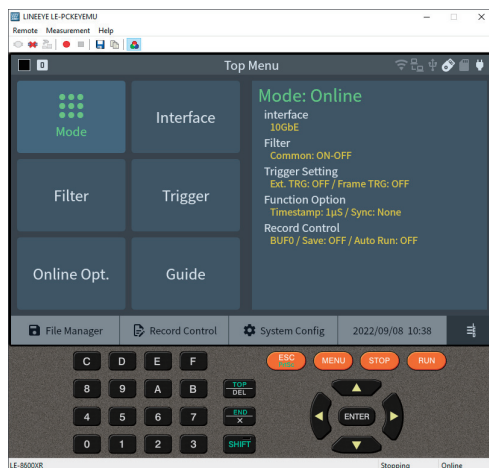 LINEEYE LE-PCKEYEMU
Remote Measurement Help
0 Top Menu
Mode
Interface
Filter
Trigger
Online Opt.
Guide
Mode: Online
interface
10GbE
Filter
Common: ON-OFF
Trigger Setting
Ext. TRG: OFF / Frame TRG: OFF
Function Option
Timestamp: 1µS / Sync: None
Record Control
BUF0 / Save: OFF / Auto Run: OFF
File Manager Record Control System Config 2022/09/08 10:38
C D E F ESC MENU STOP RUN
8 9 A B TOP DEL
4 5 6 7 END X ENTER
0 1 2 3 SHIFT
LE-8600XR Stopping Online